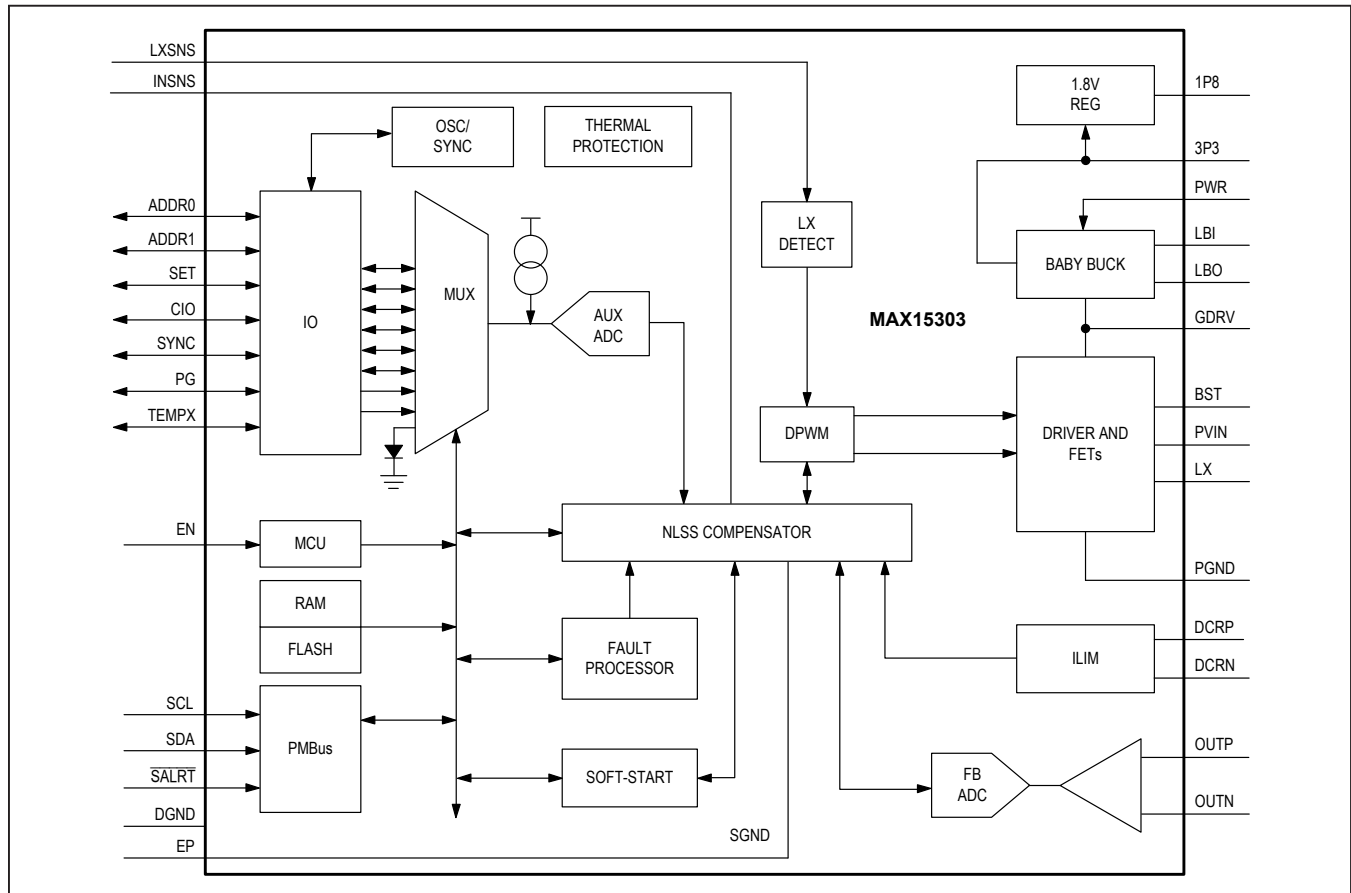 LXSNS
INSNS
OSC/
SYNC
THERMAL
PROTECTION
1.8V
REG
1P8
3P3
PWR
LBI
LBO
GDRV
BABY BUCK
ADDR0
ADDR1
SET
CIO
SYNC
PG
TEMPX
IO
MUX
AUX
ADC
LX
DETECT
MAX15303
DPWM
DRIVER AND
FETs
BST
PVIN
LX
PGND
EN
MCU
RAM
FLASH
NLSS COMPENSATOR
FAULT
PROCESSOR
ILIM
DCRP
DCRN
SCL
SDA
SALRT
DGND
EP
PMBus
SOFT-START
SGND
FB
ADC
OUTP
OUTN